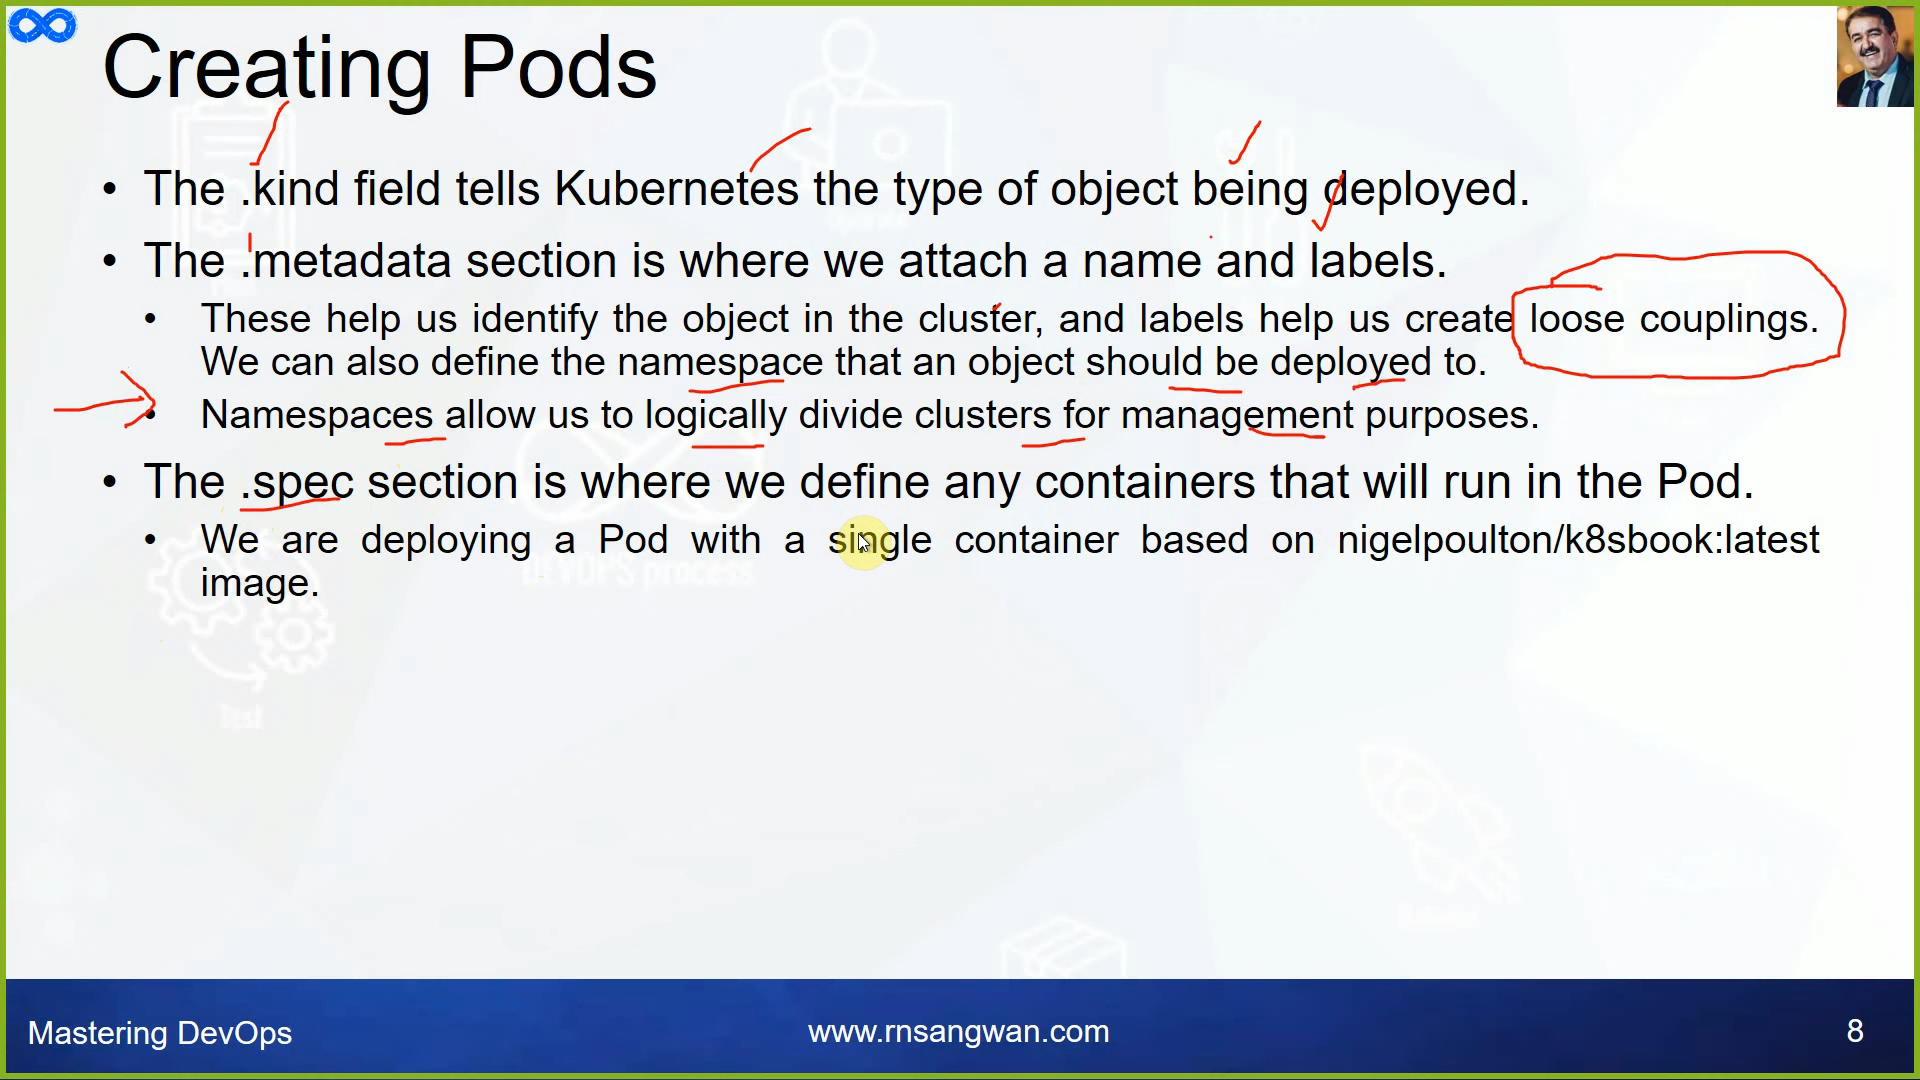 Creating Pods
• The .kind field tells Kubernetes the type of object being deployed.
• The .metadata section is where we attach a name and labels.
• These help us identify the object in the cluster, and labels help us create loose couplings.
We can also define the namespace that an object should be deployed to.
• Namespaces allow us to logically divide clusters for management purposes.
• The .spec section is where we define any containers that will run in the Pod.
• We are deploying a Pod with a single container based on nigelpoulton/k8sbook:latest
image.
DEVOPS process
Test
Mastering DevOps
www.rnsangwan.com
8